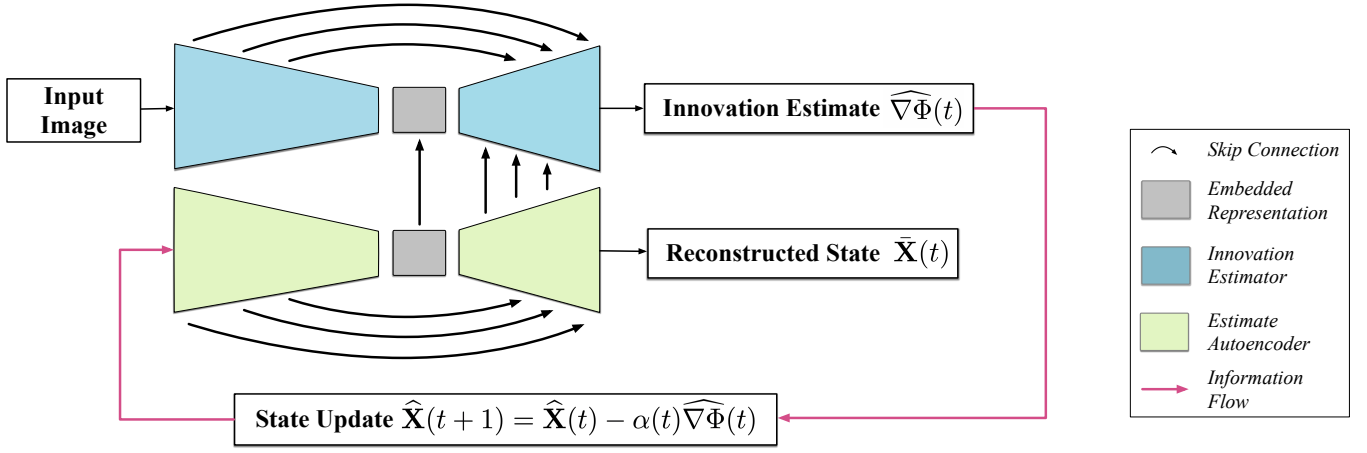 Input
Image
Innovation Estimate $\widehat{\nabla\Phi}(t)$
Reconstructed State $\bar{\mathbf{X}}(t)$
State Update $\widehat{\mathbf{X}}(t+1) = \widehat{\mathbf{X}}(t) - \alpha(t)\widehat{\nabla\Phi}(t)$
Skip Connection
Embedded
Representation
Innovation
Estimator
Estimate
Autoencoder
Information
Flow